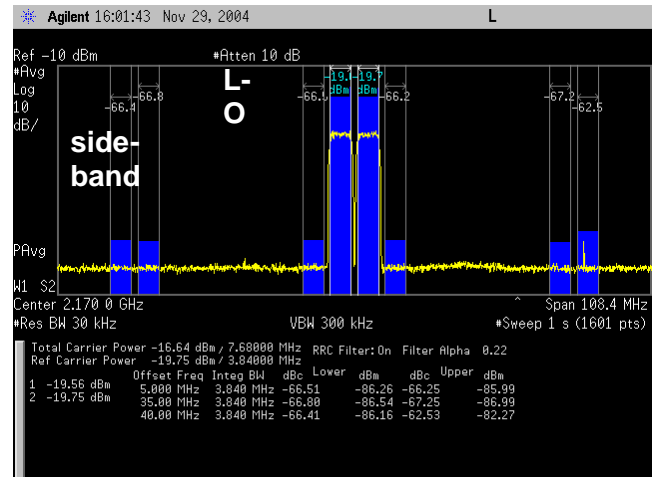 Agilent 16:01:43 Nov 29, 2004 L
Ref -10 dBm #Atten 10 dB
#Avg
Log
10
dB/
-66.4
-66.8
L-
O
-66.5
dBm
-19.7
dBm
-66.2
-67.2
-62.5
side-
band
PAvg
W1 S2
Center 2.170 0 GHz ^ Span 108.4 MHz
#Res BW 30 kHz VBW 300 kHz #Sweep 1 s (1601 pts)
Total Carrier Power -16.64 dBm/ 7.68000 MHz RRC Filter: On Filter Alpha 0.22
Ref Carrier Power -19.75 dBm/ 3.84000 MHz
Lower Upper
Offset Freq Integ BW dBc dBm dBc dBm
1 -19.56 dBm 5.000 MHz 3.840 MHz -66.51 -86.26 -66.25 -85.99
2 -19.75 dBm 35.00 MHz 3.840 MHz -66.80 -86.54 -67.25 -86.99
40.00 MHz 3.840 MHz -66.41 -86.16 -62.53 -82.27